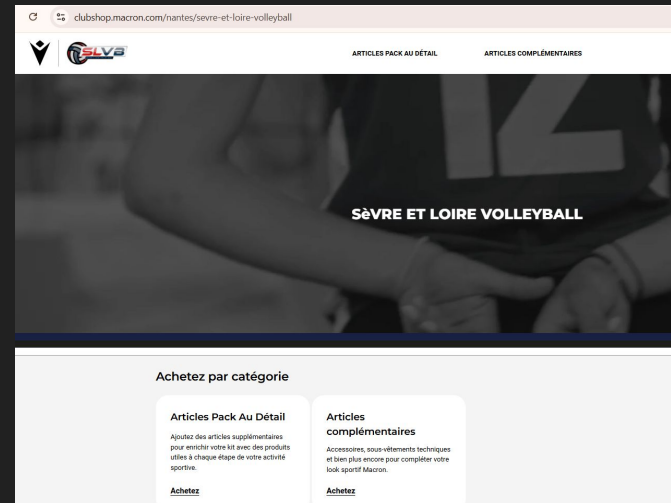 clubshop.macron.com/nantes/sevre-et-loire-volleyball
SLVB
ARTICLES PACK AU DÉTAIL
ARTICLES COMPLÉMENTAIRES
12
SèVRE ET LOIRE VOLLEYBALL
Achetez par catégorie
Articles Pack Au Détail
Ajoutez des articles supplémentaires
pour enrichir votre kit avec des produits
utiles à chaque étape de votre activité
sportive.
Achetez
Articles
complémentaires
Accessoires, sous-vêtements techniques
et bien plus encore pour compléter votre
look sportif Macron.
Achetez